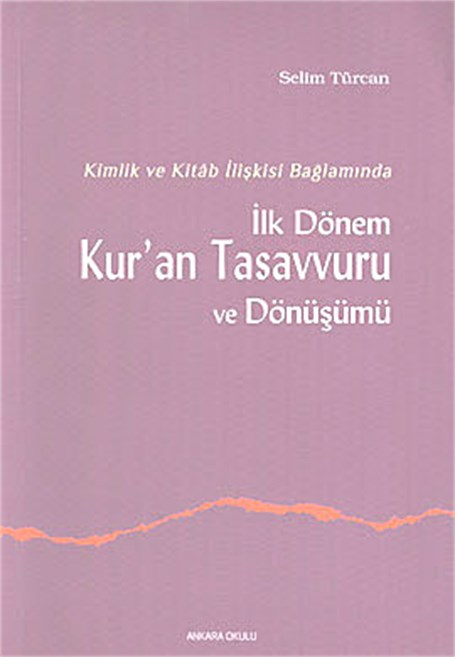 Selim Türcan
Kimlik ve Kitâb İlişkisi Bağlamında
İlk Dönem
Kur'an Tasavvuru
ve Dönüşümü
ANKARA OKULU